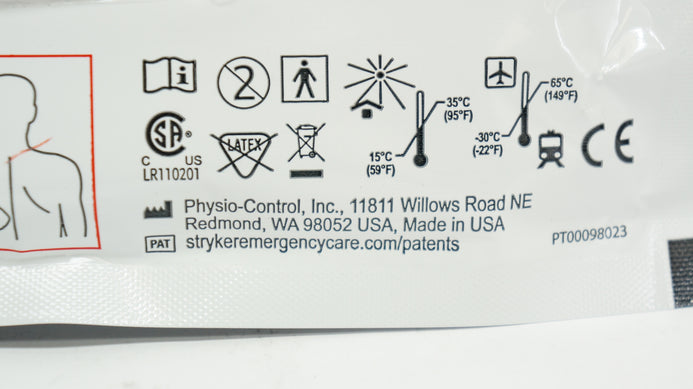 i
2
35°C
(95°F)
15°C
(59°F)
65°C
(149°F)
-30°C
(-22°F)
SA®
C US
LR110201
LATEX
CE
Physio-Control, Inc., 11811 Willows Road NE
Redmond, WA 98052 USA, Made in USA
PAT strykeremergencycare.com/patents
PT00098023